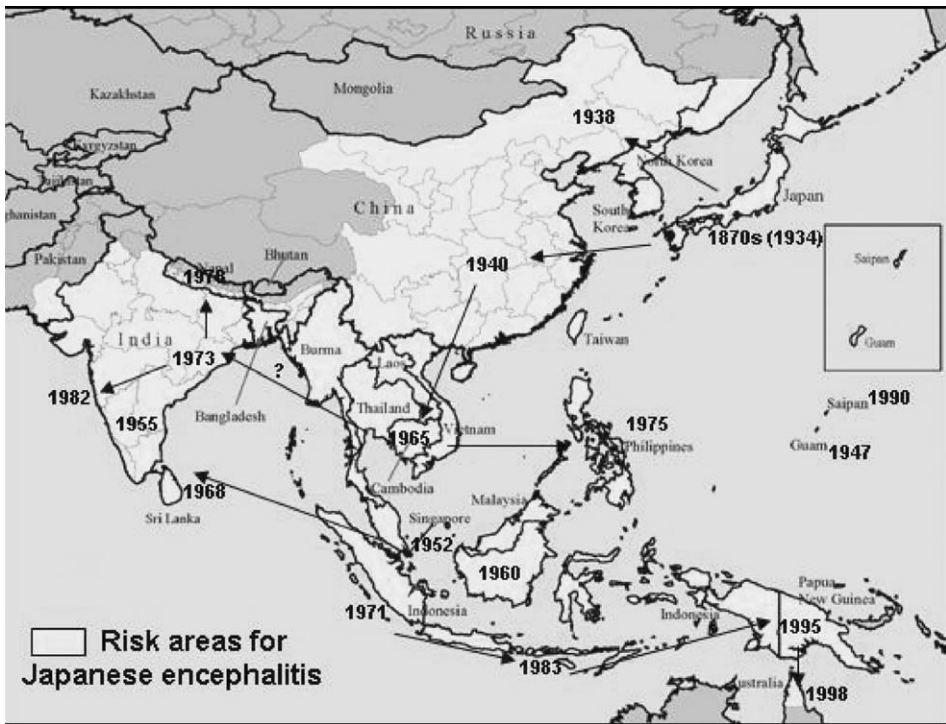 Russia
Kazakhstan
Mongolia
1938
Kyrgyzstan
North Korea
Tajikistan
Japan
China
South
Korea
ghanistan
1870s (1934)
Pakistan
Nepal
Bhutan
1978
1940
Saipan
Guam
India
1973
Burma
Taiwan
Laos
?
1982
1955
Bangladesh
Thailand
1965
Vietnam
1975
Philippines
Saipan
1990
Guam
1947
Cambodia
1968
Sri Lanka
Malaysia
Singapore
1952
1960
1971
Indonesia
Indonesia
Papua
New Guinea
1995
1983
Australia
1998
Risk areas for
Japanese encephalitis